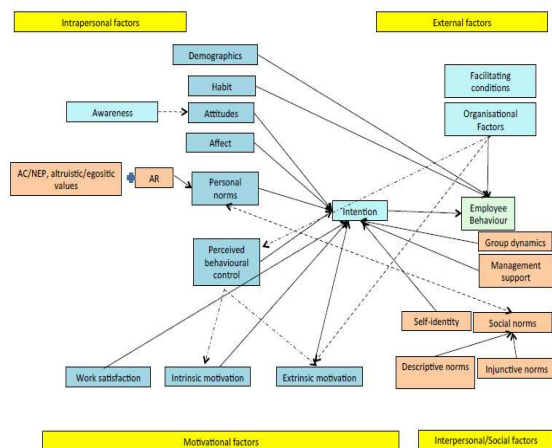 Intrapersonal factors
External factors
Demographics
Habit
Facilitating
conditions
Awareness
Attitudes
Organisational
Factors
Affect
AC/NEP, altruistic/egositic
values
AR
Personal
norms
Intention
Employee
Behaviour
Group dynamics
Perceived
behavioural
control
Management
support
Self-identity
Social norms
Descriptive norms
Injunctive norms
Work satisfaction
Intrinsic motivation
Extrinsic motivation
Motivational factors
Interpersonal/Social factors